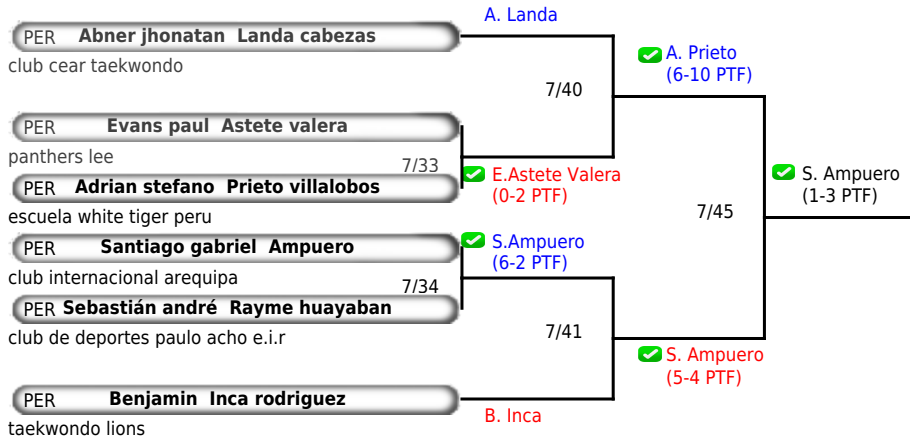 A. Landa
PER Abner jhonatan Landa cabezas
club cear taekwondo
A. Prieto
(6-10 PTF)
7/40
PER Evans paul Astete valera
panthers lee
7/33
E.Astete Valera
(0-2 PTF)
PER Adrian stefano Prieto villalobos
escuela white tiger peru
S. Ampuero
(1-3 PTF)
7/45
PER Santiago gabriel Ampuero
club internacional arequipa
S.Ampuero
(6-2 PTF)
7/34
PER Sebastián andré Rayme huayaban
club de deportes paulo acho e.i.r
7/41
S. Ampuero
(5-4 PTF)
PER Benjamin Inca rodriguez
taekwondo lions
B. Inca